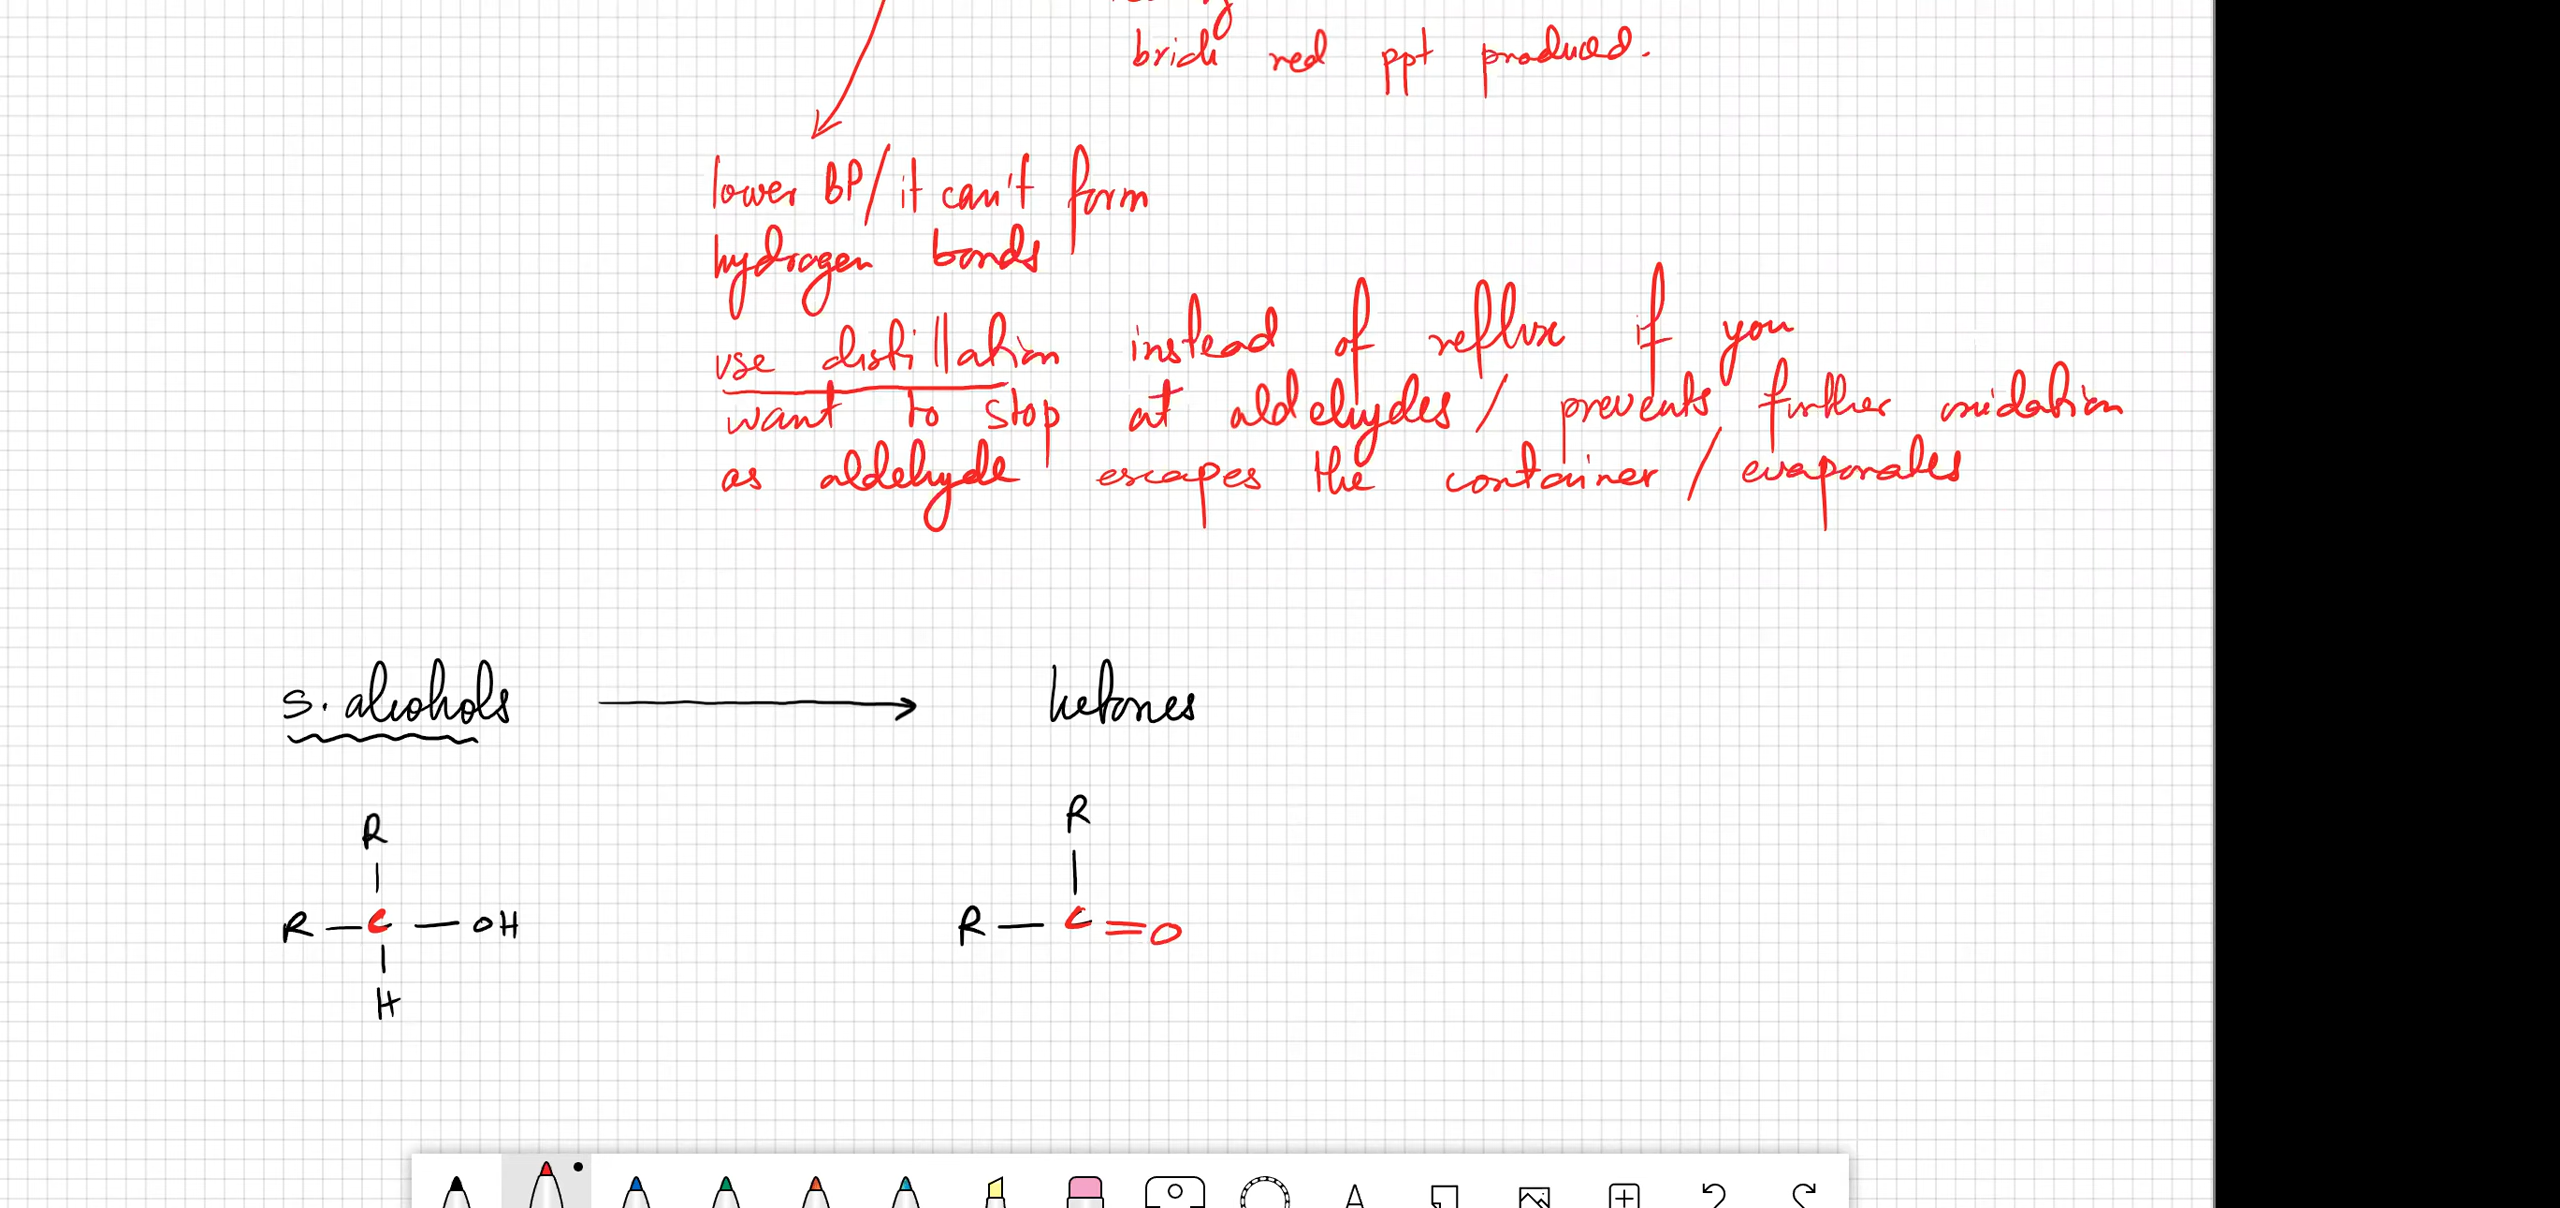 brick red ppt produced.
lower BP/it can't form
hydrogen bonds
use distillation instead of reflux if you
want to stop at aldehydes/ prevents further oxidation
as aldehyde escapes the container/evaporates
s. alcohols ⟶ ketones
R R
R — C — OH R — C = O
H